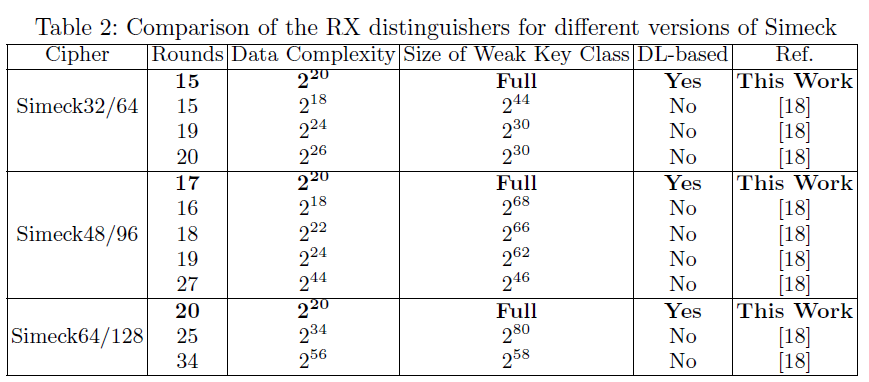 Table 2: Comparison of the RX distinguishers for different versions of Simeck
Cipher Rounds Data Complexity Size of Weak Key Class DL-based Ref.
15 2^20 Full Yes This Work
Simeck32/64 15 2^18 2^44 No [18]
19 2^24 2^30 No [18]
20 2^26 2^30 No [18]
17 2^20 Full Yes This Work
16 2^18 2^68 No [18]
Simeck48/96 18 2^22 2^66 No [18]
19 2^24 2^62 No [18]
27 2^44 2^46 No [18]
20 2^20 Full Yes This Work
Simeck64/128 25 2^34 2^80 No [18]
34 2^56 2^58 No [18]